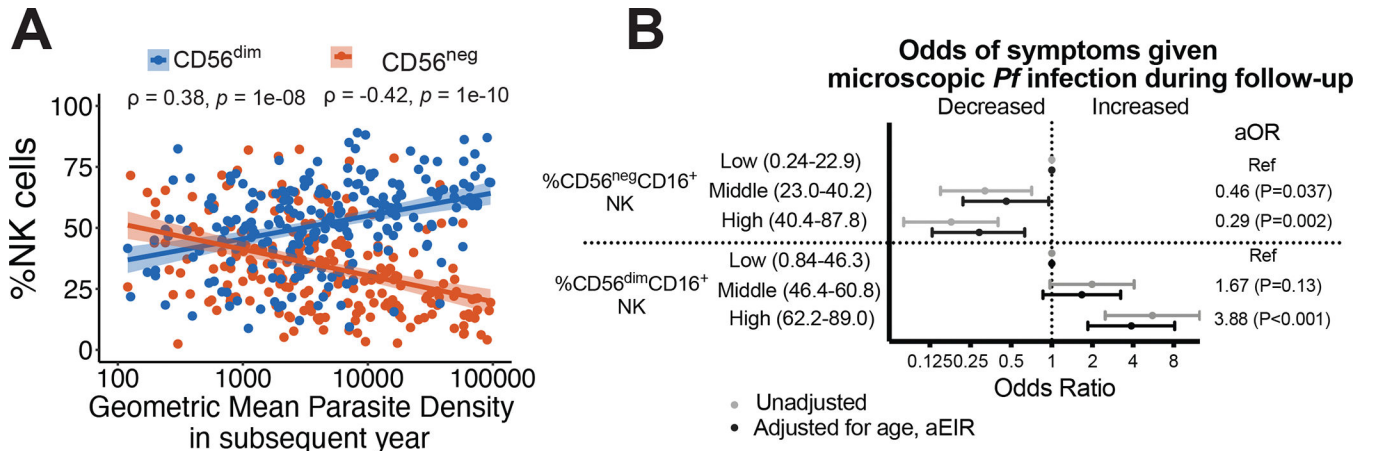 A
CD56dim CD56neg
ρ = 0.38, p = 1e-08 ρ = -0.42, p = 1e-10
%NK cells
100
75
50
25
0
100 1000 10000 100000
Geometric Mean Parasite Density
in subsequent year
B
Odds of symptoms given
microscopic Pf infection during follow-up
Decreased Increased
aOR
%CD56negCD16+
NK
Low (0.24-22.9) Ref
Middle (23.0-40.2) 0.46 (P=0.037)
High (40.4-87.8) 0.29 (P=0.002)
%CD56dimCD16+
NK
Low (0.84-46.3) Ref
Middle (46.4-60.8) 1.67 (P=0.13)
High (62.2-89.0) 3.88 (P<0.001)
0.125 0.25 0.5 1 2 4 8
Odds Ratio
Unadjusted
Adjusted for age, aEIR